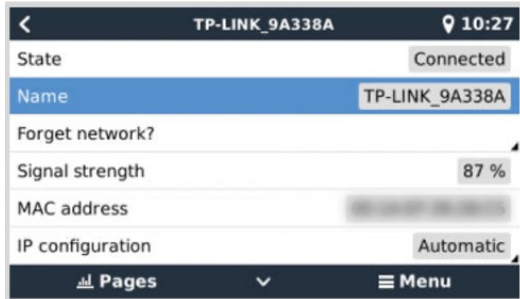 TP-LINK_9A338A 10:27
State Connected
Name TP-LINK_9A338A
Forget network?
Signal strength 87 %
MAC address
IP configuration Automatic
Pages Menu